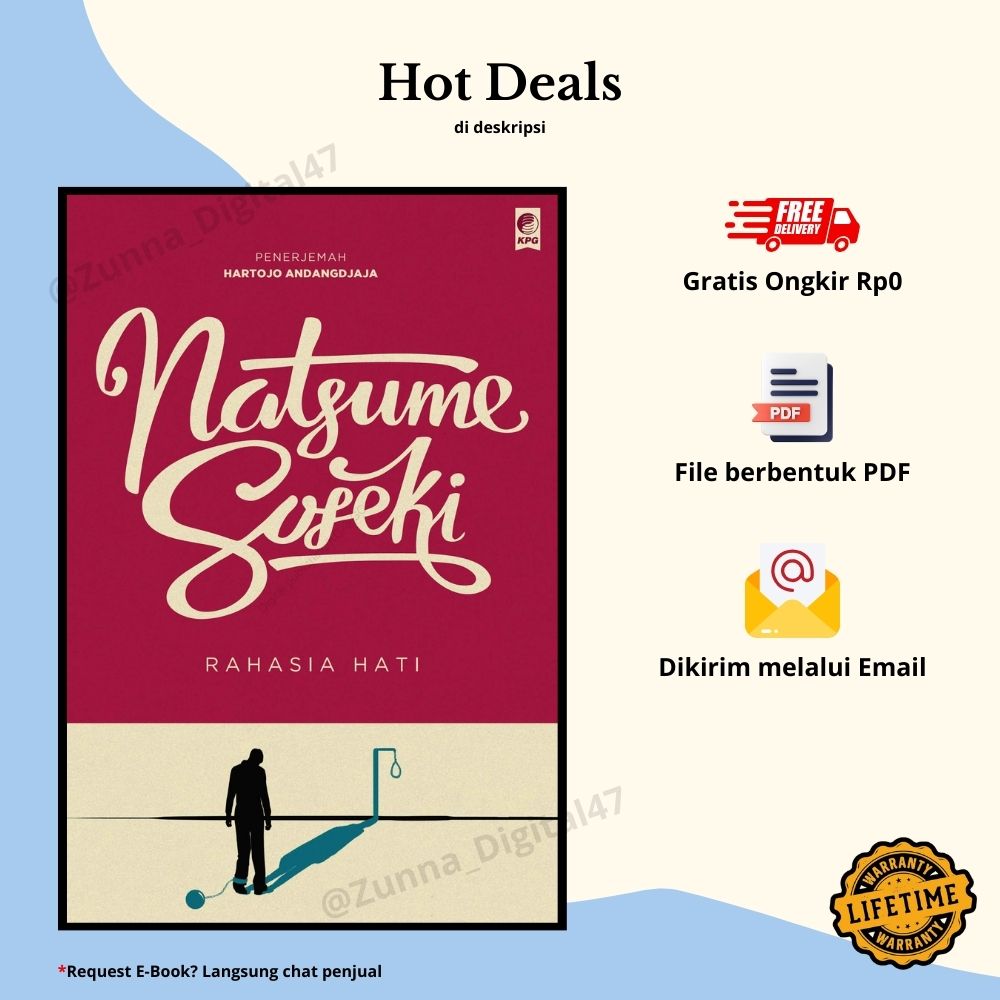 Hot Deals
di deskripsi
@Zunna_Digital47
KPG
PENERJEMAH
HARTOJO ANDANGDJAJA
Natsume
Soseki
RAHASIA HATI
@Zunna_Digital47
FREE
DELIVERY
Gratis Ongkir Rp0
PDF
File berbentuk PDF
@
Dikirim melalui Email
WARRANTY
LIFETIME
WARRANTY
*Request E-Book? Langsung chat penjual